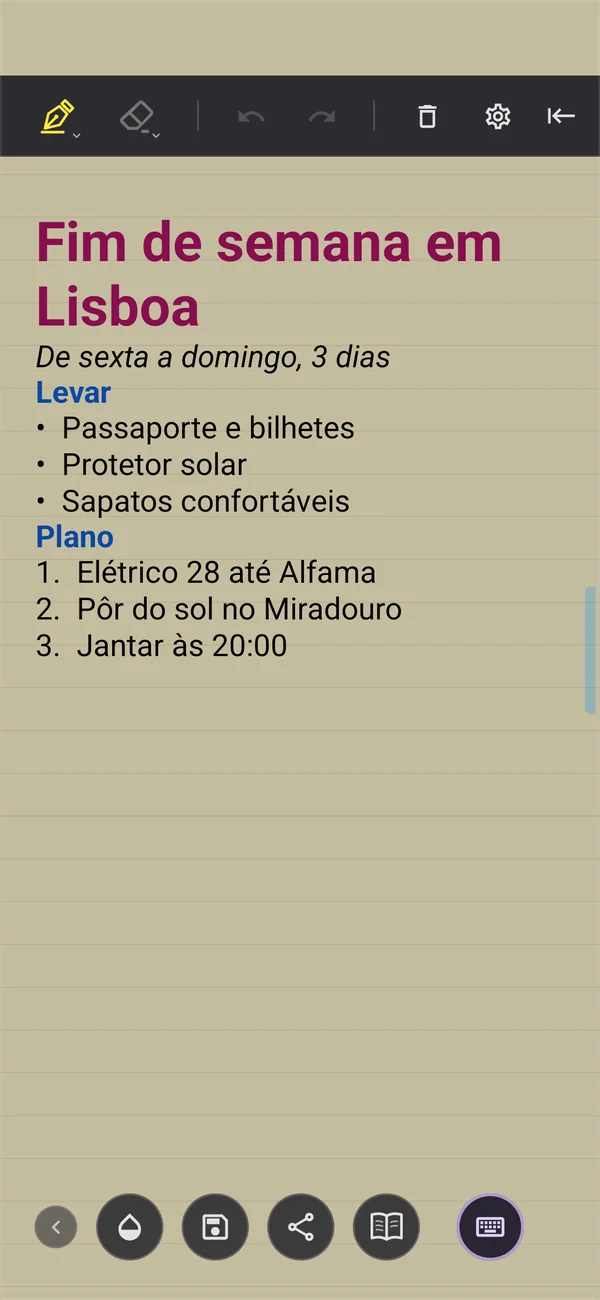 Fim de semana em
Lisboa
De sexta a domingo, 3 dias
Levar
• Passaporte e bilhetes
• Protetor solar
• Sapatos confortáveis
Plano
1. Elétrico 28 até Alfama
2. Pôr do sol no Miradouro
3. Jantar às 20:00